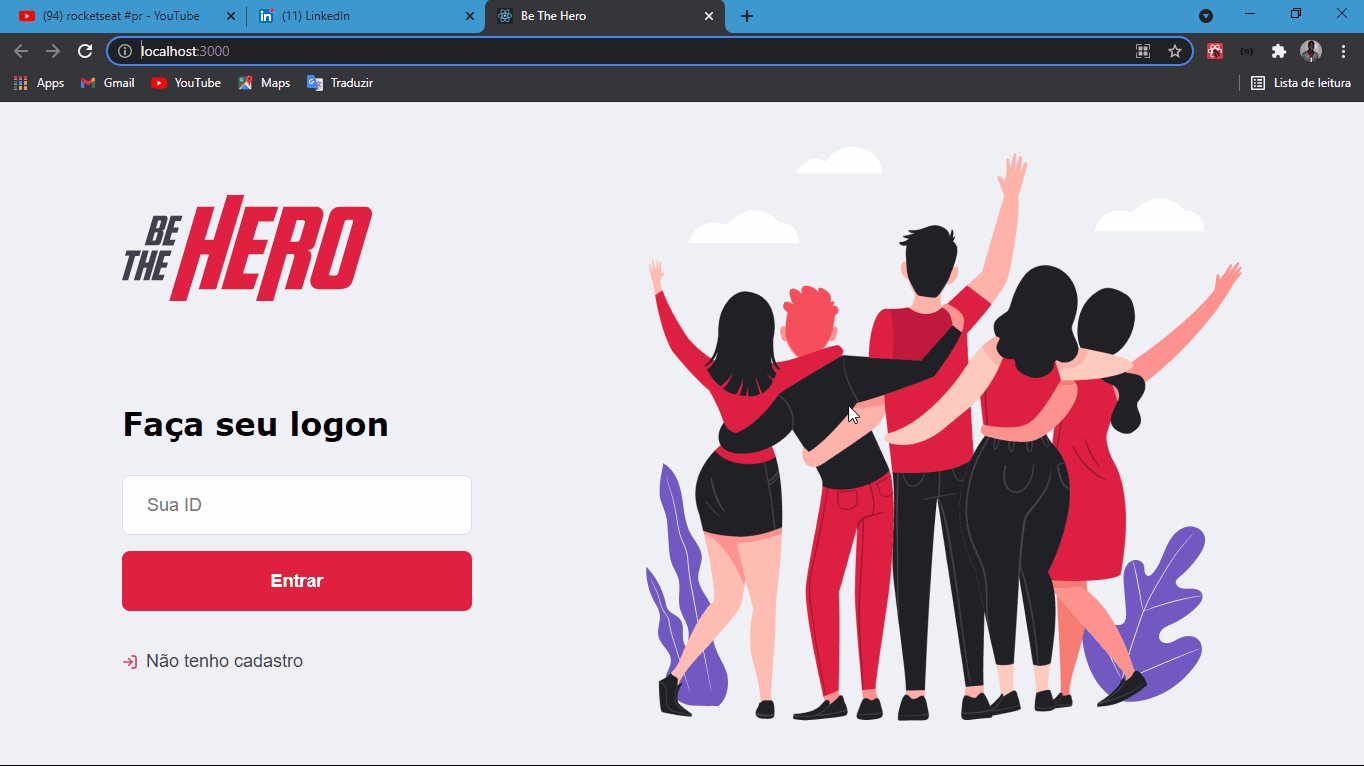 (94) rocketseat #pr - YouTube
(11) LinkedIn
Be The Hero
localhost:3000
Apps
Gmail
YouTube
Maps
Traduzir
Lista de leitura
BE
THE
HERO
Faça seu logon
Sua ID
Entrar
Não tenho cadastro